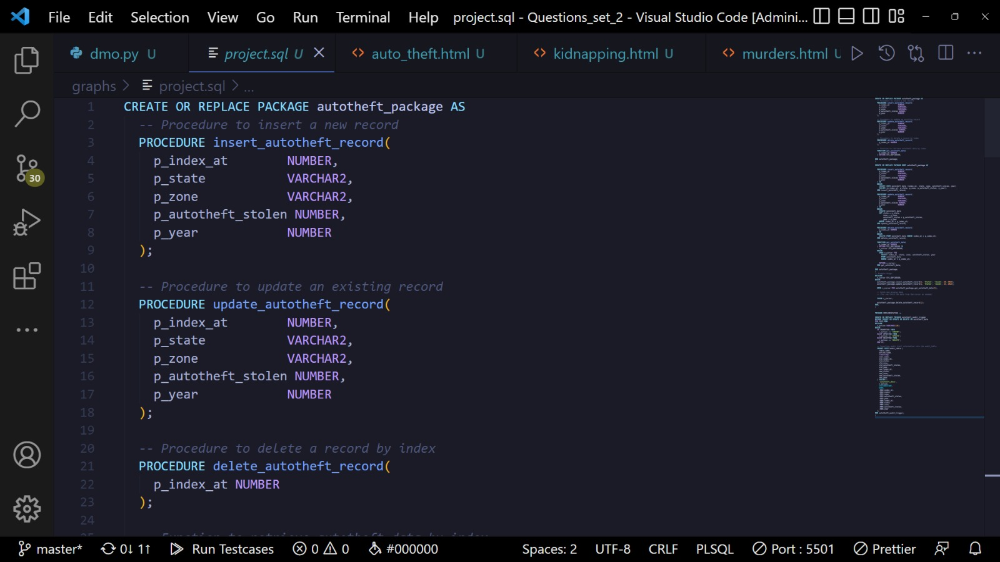 File Edit Selection View Go Run Terminal Help project.sql - Questions_set_2 - Visual Studio Code [Admini...
dmo.py U project.sql U auto_theft.html U kidnapping.html U murders.html U
graphs > project.sql > ...
1 CREATE OR REPLACE PACKAGE autotheft_package AS
2 -- Procedure to insert a new record
3 PROCEDURE insert_autotheft_record(
4 p_index_at NUMBER,
5 p_state VARCHAR2,
6 p_zone VARCHAR2,
7 p_autotheft_stolen NUMBER,
8 p_year NUMBER
9 );
10
11 -- Procedure to update an existing record
12 PROCEDURE update_autotheft_record(
13 p_index_at NUMBER,
14 p_state VARCHAR2,
15 p_zone VARCHAR2,
16 p_autotheft_stolen NUMBER,
17 p_year NUMBER
18 );
19
20 -- Procedure to delete a record by index
21 PROCEDURE delete_autotheft_record(
22 p_index_at NUMBER
23 );
24
30
master* 0↓ 1↑ Run Testcases 0 0 #000000 Spaces: 2 UTF-8 CRLF PLSQL Port : 5501 Prettier